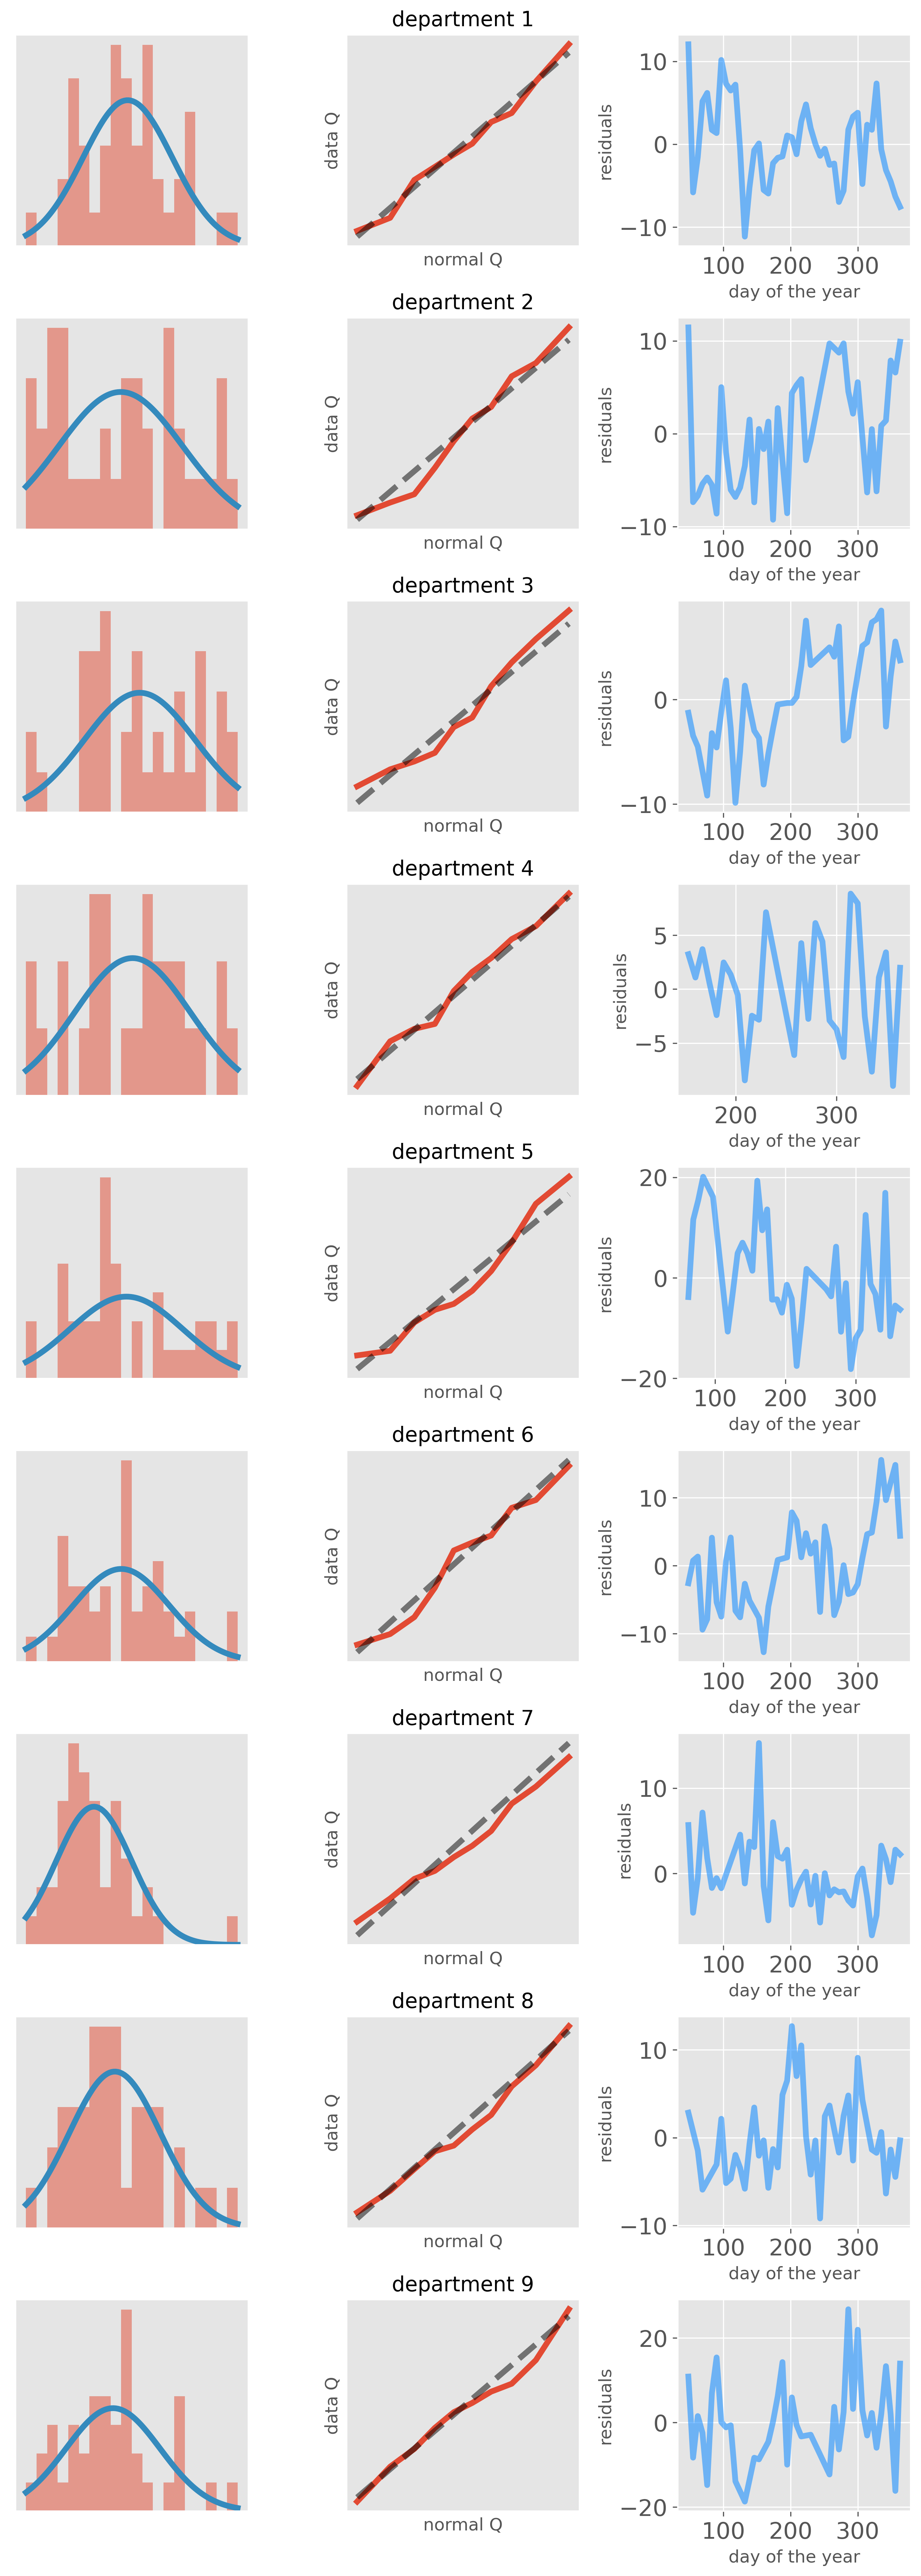 department 1
data Q
normal Q
residuals
10
0
−10
100 200 300
day of the year
department 2
data Q
normal Q
residuals
10
0
−10
100 200 300
day of the year
department 3
data Q
normal Q
residuals
0
−10
100 200 300
day of the year
department 4
data Q
normal Q
residuals
5
0
−5
200 300
day of the year
department 5
data Q
normal Q
residuals
20
0
−20
100 200 300
day of the year
department 6
data Q
normal Q
residuals
10
0
−10
100 200 300
day of the year
department 7
data Q
normal Q
residuals
10
0
100 200 300
day of the year
department 8
data Q
normal Q
residuals
10
0
−10
100 200 300
day of the year
department 9
data Q
normal Q
residuals
20
0
−20
100 200 300
day of the year